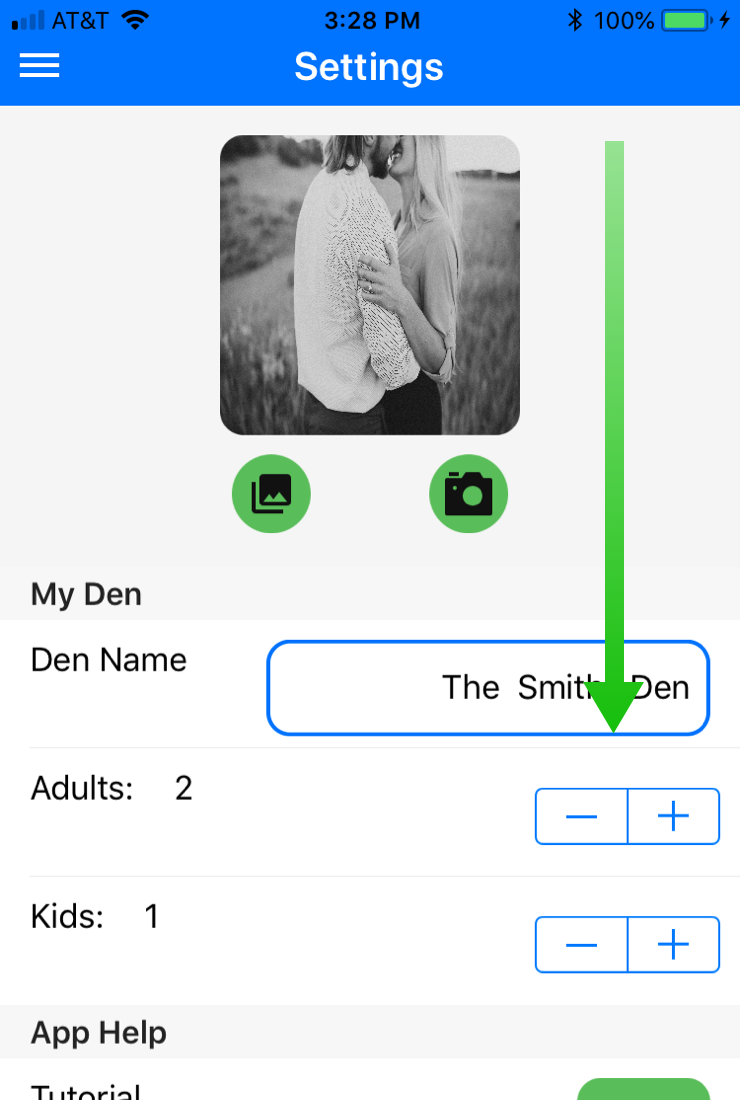 AT&T 3:28 PM 100%
Settings
My Den
Den Name
The Smith Den
Adults: 2
Kids: 1
App Help
Tutorial